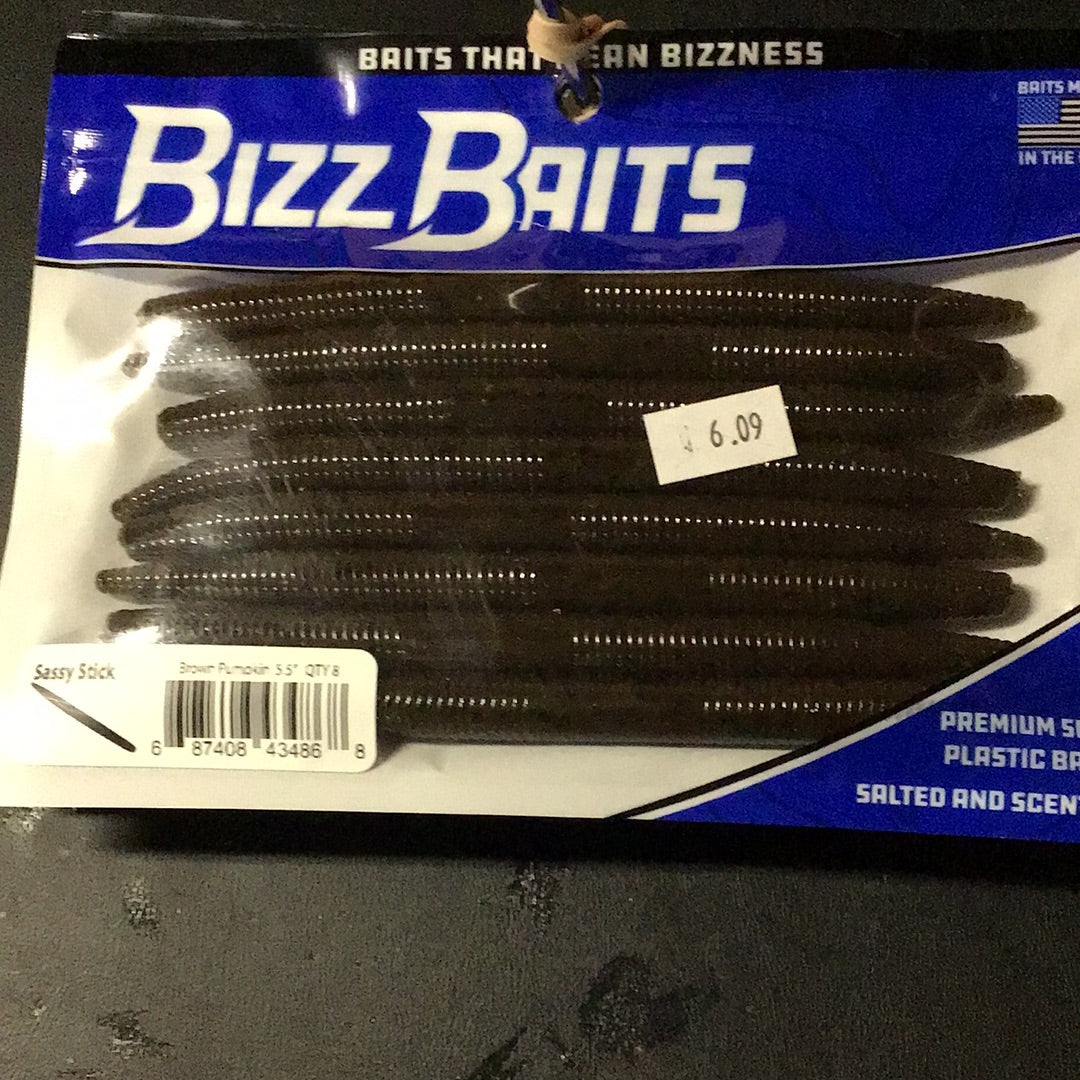 BAITS THAT EAN BIZZNESS
BIZZ BAITS
BAITS M
IN THE
6.09
Sassy Stick
Brown Pumpkin 5.5" QTY 8
6 87408 43486 8
PREMIUM S
PLASTIC BA
SALTED AND SCEN